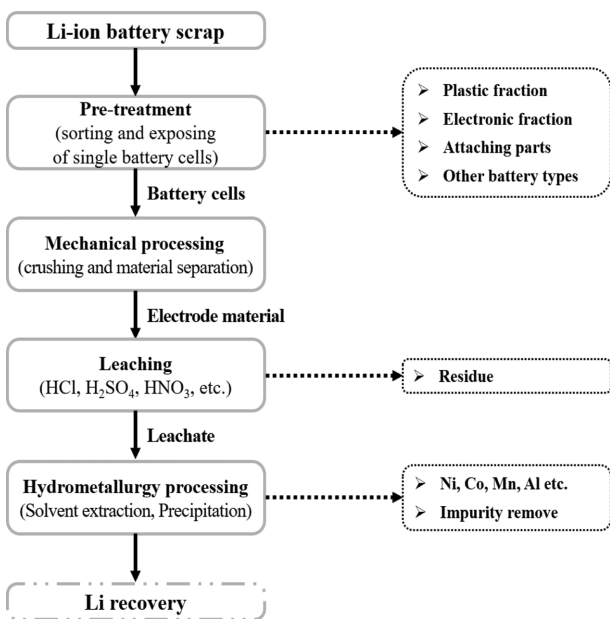 Li-ion battery scrap
Pre-treatment
(sorting and exposing
of single battery cells)
➢ Plastic fraction
➢ Electronic fraction
➢ Attaching parts
➢ Other battery types
Battery cells
Mechanical processing
(crushing and material separation)
Electrode material
Leaching
(HCl, H₂SO₄, HNO₃, etc.)
➢ Residue
Leachate
Hydrometallurgy processing
(Solvent extraction, Precipitation)
➢ Ni, Co, Mn, Al etc.
➢ Impurity remove
Li recovery